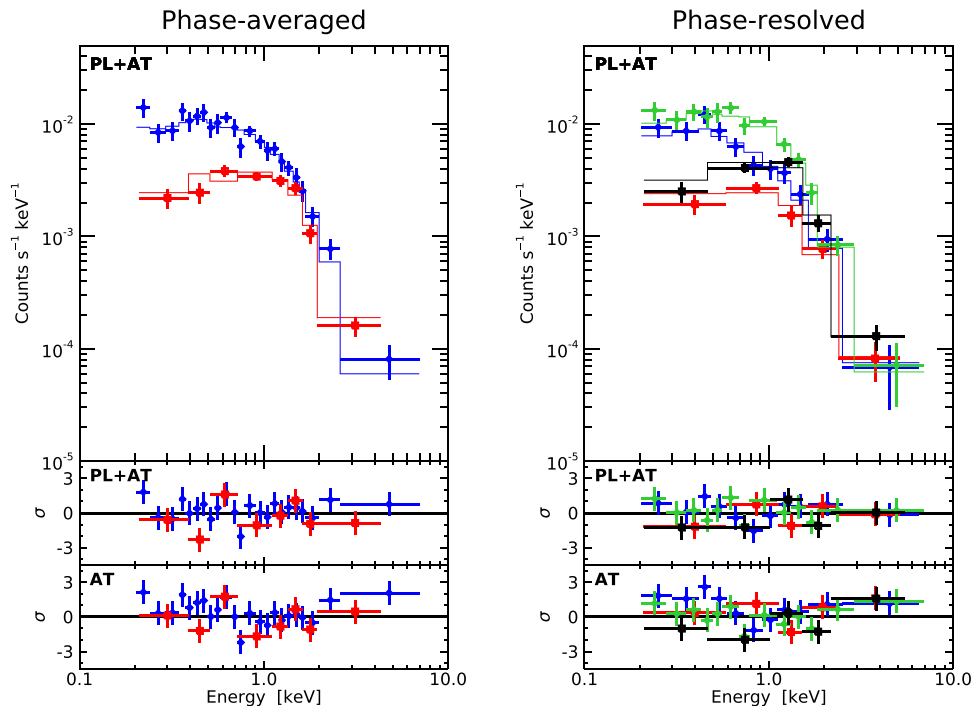 Phase-averaged
Phase-resolved
PL+AT
PL+AT
10⁻²
10⁻²
Counts s⁻¹ keV⁻¹
Counts s⁻¹ keV⁻¹
10⁻³
10⁻³
10⁻⁴
10⁻⁴
10⁻⁵
10⁻⁵
PL+AT
PL+AT
3
3
σ
0
σ
0
-3
-3
AT
AT
3
3
σ
0
σ
0
-3
-3
0.1
1.0
10.0
0.1
1.0
10.0
Energy [keV]
Energy [keV]